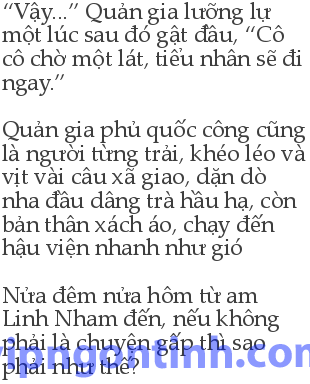 “Vậy...” Quản gia lưỡng lự
một lúc sau đó gật đầu, “Cô
cô chờ một lát, tiểu nhân sẽ đi
ngay.”
Quản gia phủ quốc công cũng
là người từng trải, khéo léo và
vịt vài câu xã giao, dặn dò
nha đầu dâng trà hầu hạ, còn
bản thân xách áo, chạy đến
hậu viện nhanh như gió
Nửa đêm nửa hôm từ am
Linh Nham đến, nếu không
phải là chuyện gấp thì sao
phải như thế?
vipngontinh.com